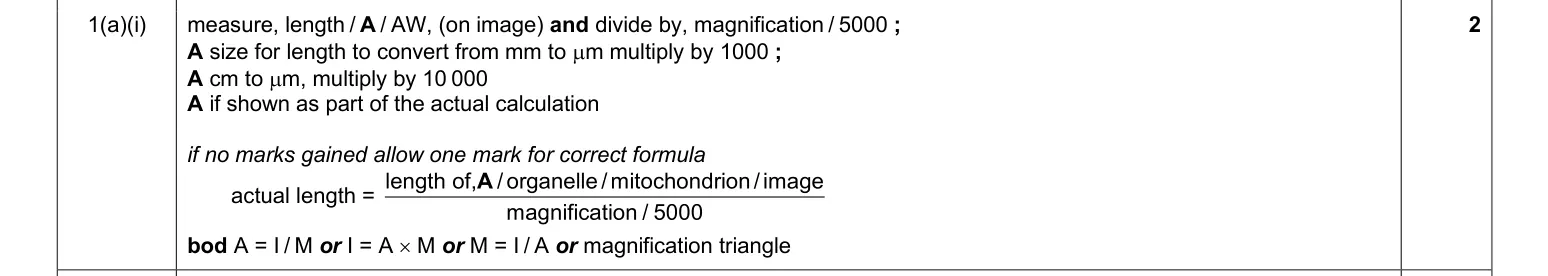 1(a)(i) measure, length / A / AW, (on image) and divide by, magnification / 5000 ; 2
A size for length to convert from mm to µm multiply by 1000 ;
A cm to µm, multiply by 10 000
A if shown as part of the actual calculation
if no marks gained allow one mark for correct formula
length of,A / organelle / mitochondrion / image
actual length =
magnification / 5000
bod A = I / M or I = A × M or M = I / A or magnification triangle